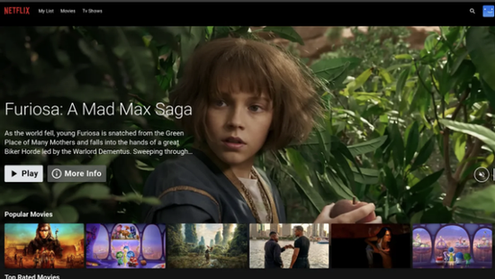 NETFLIX My List Movies Tv Shows
Furiosa: A Mad Max Saga
As the world fell, young Furiosa is snatched from the Green
Place of Many Mothers and falls into the hands of a great
Biker Horde led by the Warlord Dementus. Sweeping through...
Play More Info
Popular Movies
Top Rated Movies